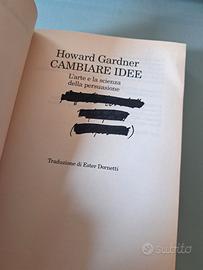 Howard Gardner
CAMBIARE IDEE
L'arte e la scienza
della persuasione
Traduzione di Ester Dornetti
Subito